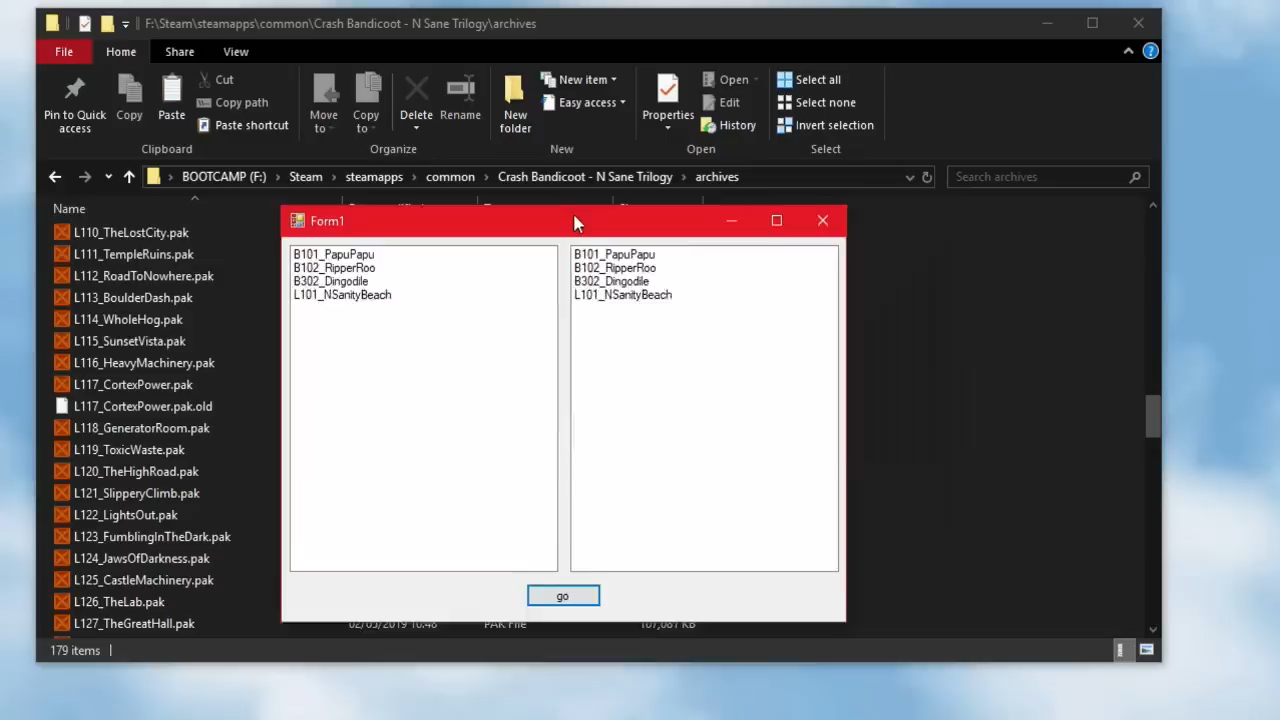 F:\Steam\steamapps\common\Crash Bandicoot - N Sane Trilogy\archives
File Home Share View
Pin to Quick access
Copy
Paste
Cut
Copy path
Paste shortcut
Clipboard
Move to
Copy to
Delete
Rename
Organize
New folder
New item
Easy access
New
Properties
Open
Edit
History
Open
Select all
Select none
Invert selection
Select
BOOTCAMP (F:) Steam steamapps common Crash Bandicoot - N Sane Trilogy archives
Search archives
Name
L110_TheLostCity.pak
L111_TempleRuins.pak
L112_RoadToNowhere.pak
L113_BoulderDash.pak
L114_WholeHog.pak
L115_SunsetVista.pak
L116_HeavyMachinery.pak
L117_CortexPower.pak
L117_CortexPower.pak.old
L118_GeneratorRoom.pak
L119_ToxicWaste.pak
L120_TheHighRoad.pak
L121_SlipperyClimb.pak
L122_LightsOut.pak
L123_FumblingInTheDark.pak
L124_JawsOfDarkness.pak
L125_CastleMachinery.pak
L126_TheLab.pak
L127_TheGreatHall.pak
Form1
B101_PapuPapu
B102_RipperRoo
B302_Dingodile
L101_NSanityBeach
B101_PapuPapu
B102_RipperRoo
B302_Dingodile
L101_NSanityBeach
go
179 items